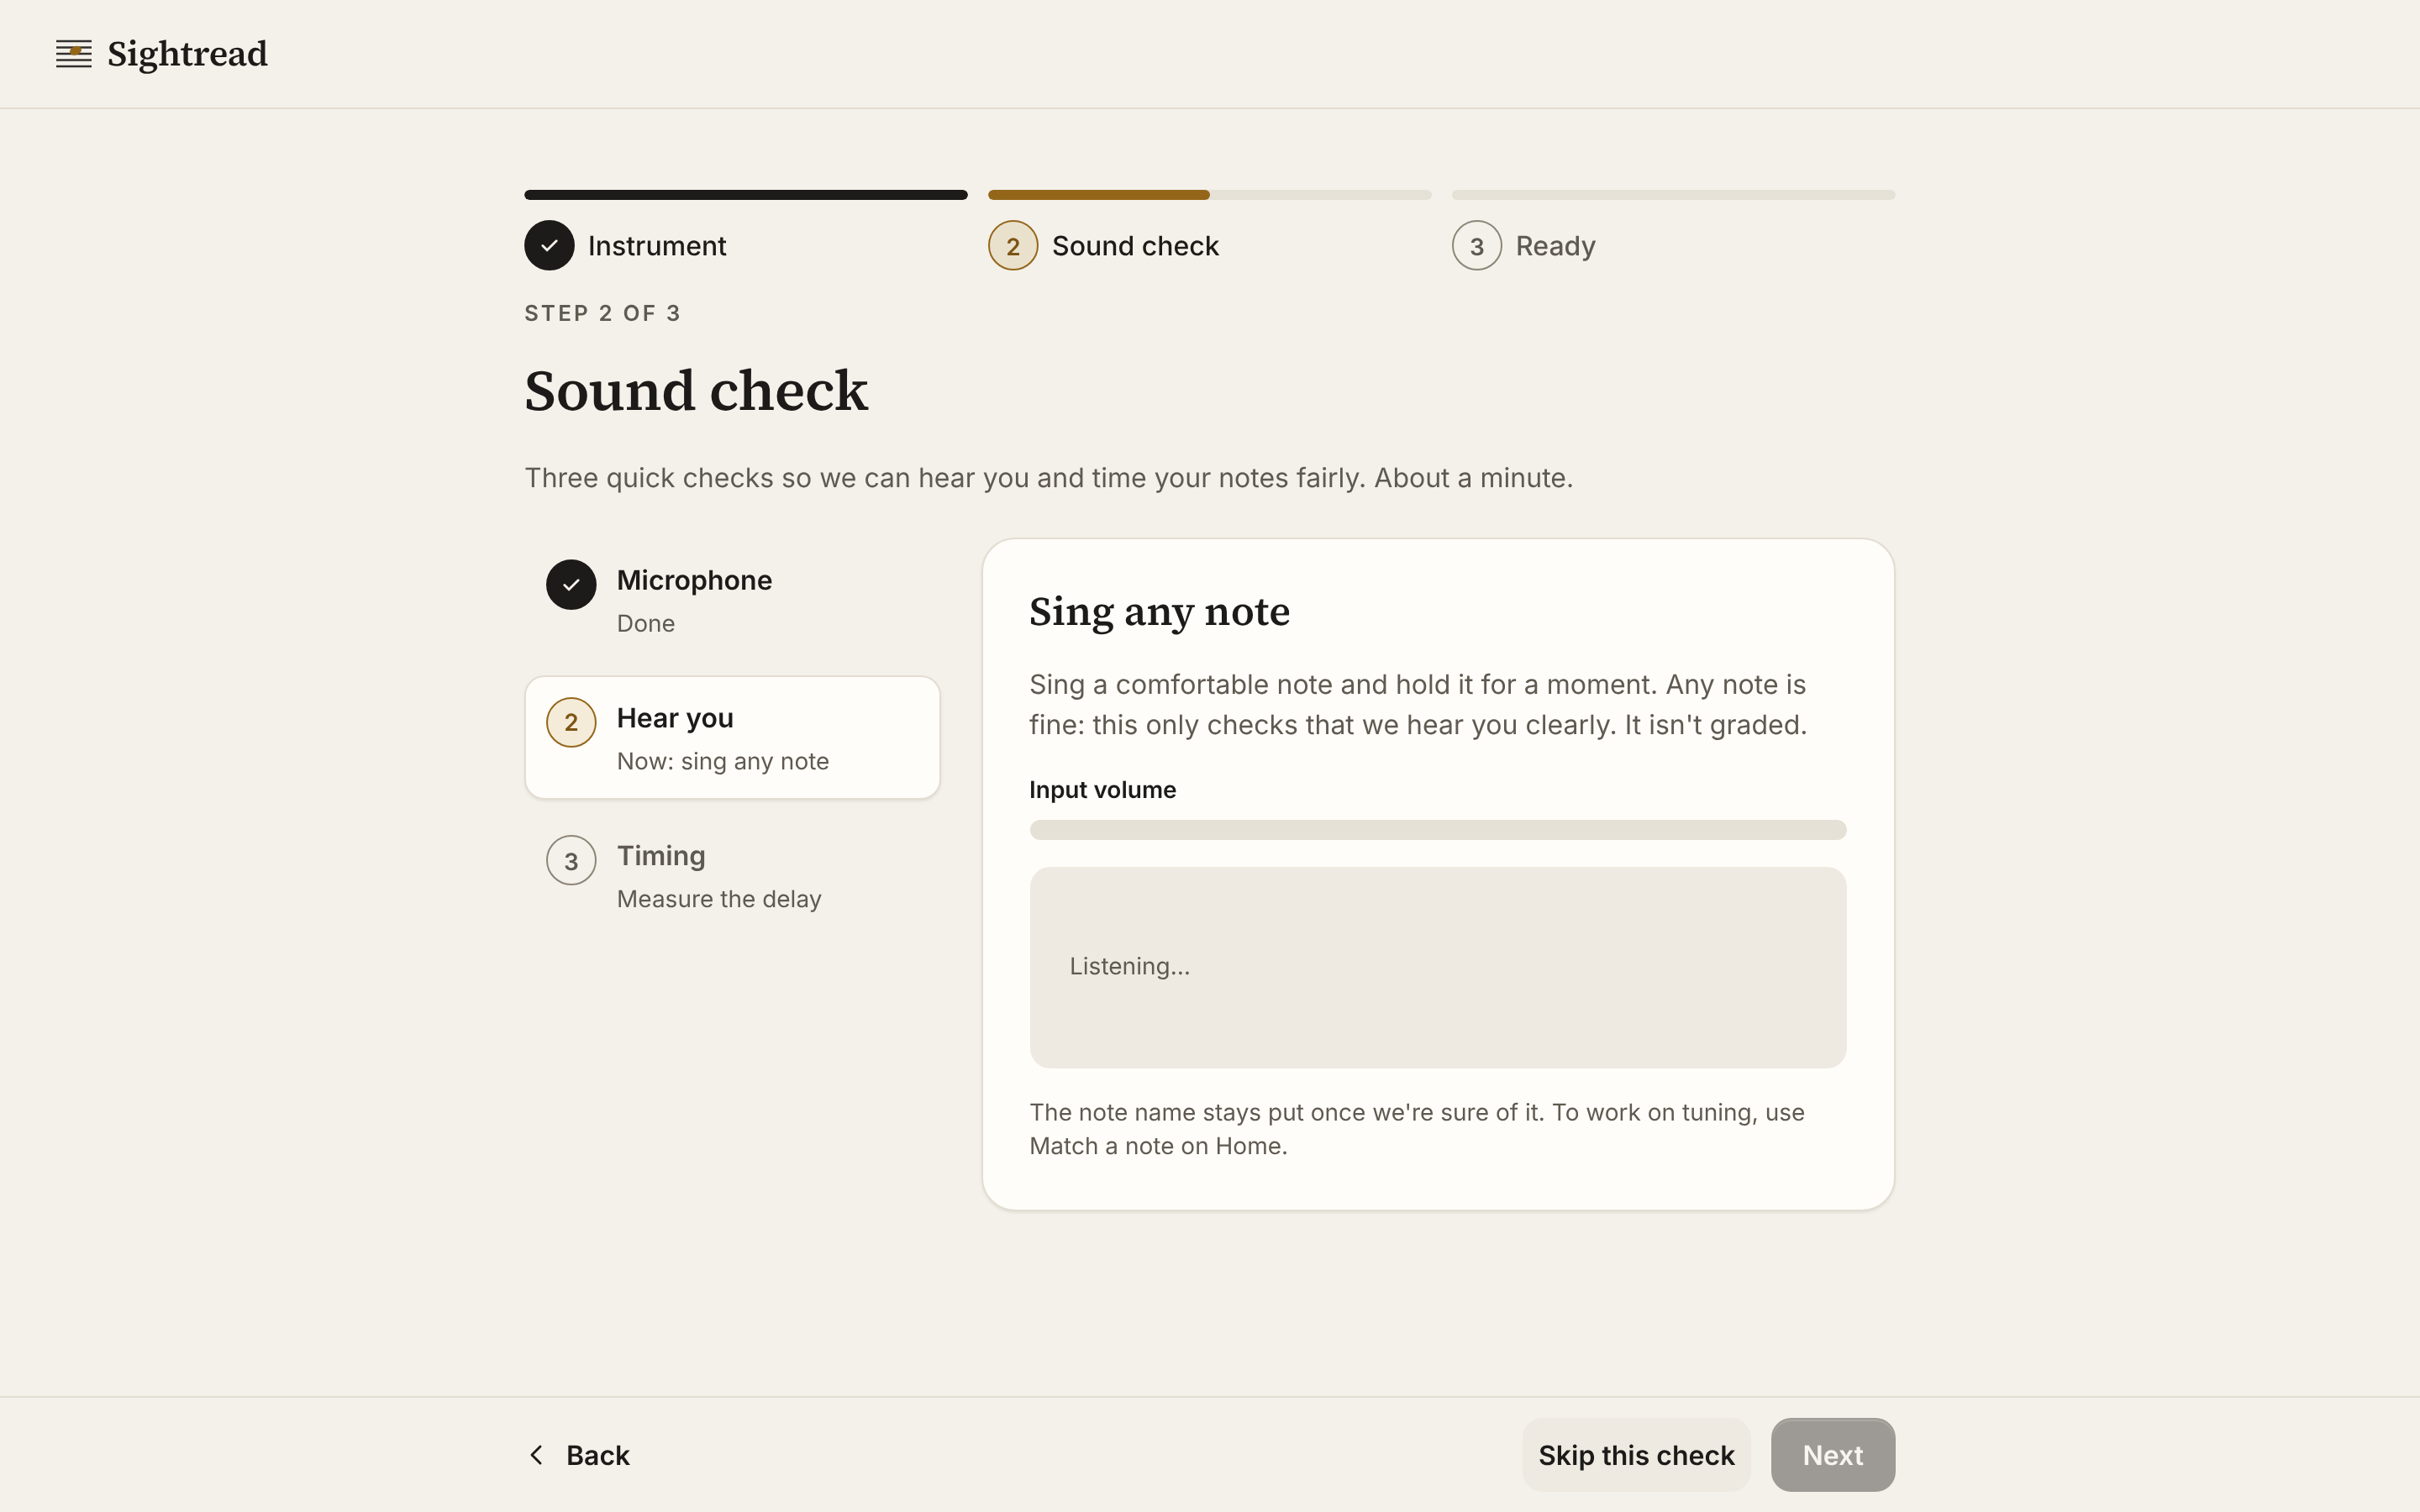 Sightread
Instrument
2 Sound check
3 Ready
STEP 2 OF 3
Sound check
Three quick checks so we can hear you and time your notes fairly. About a minute.
Microphone
Done
2 Hear you
Now: sing any note
3 Timing
Measure the delay
Sing any note
Sing a comfortable note and hold it for a moment. Any note is
fine: this only checks that we hear you clearly. It isn't graded.
Input volume
Listening...
The note name stays put once we're sure of it. To work on tuning, use
Match a note on Home.
Back
Skip this check
Next